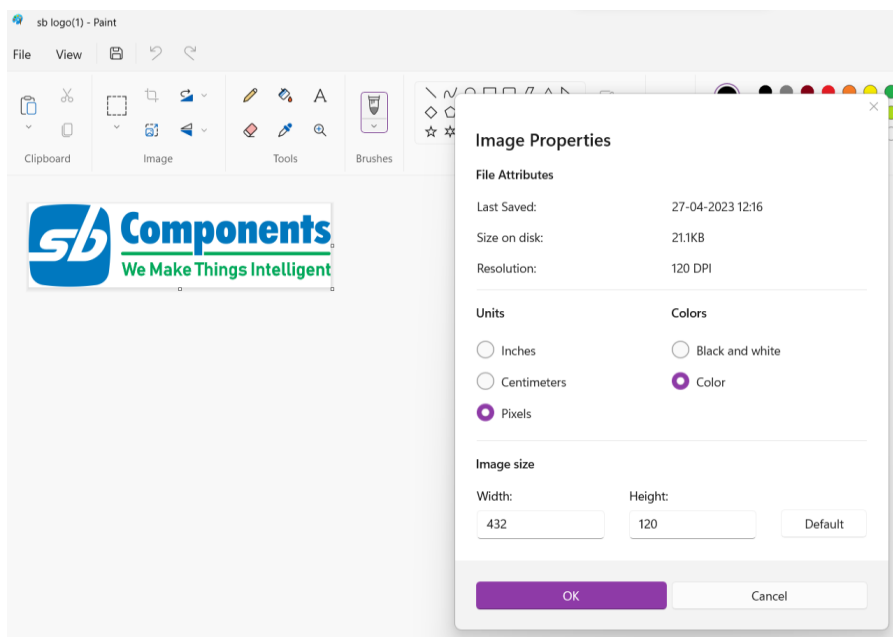 sb logo(1) - Paint
File View
Clipboard
Image
Tools
Brushes
sb Components
We Make Things Intelligent
Image Properties
File Attributes
Last Saved: 27-04-2023 12:16
Size on disk: 21.1KB
Resolution: 120 DPI
Units Colors
Inches Black and white
Centimeters Color
Pixels
Image size
Width: Height:
432 120 Default
OK Cancel